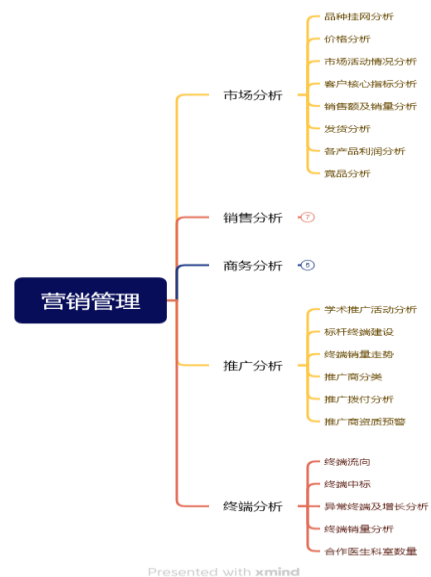 营销管理
市场分析
品种挂网分析
价格分析
市场活动情况分析
客户核心指标分析
销售额及销量分析
发货分析
各产品利润分析
竟品分析
销售分析
7
商务分析
6
推广分析
学术推广活动分析
标杆终端建设
终端销量走势
推广商分类
推广拨付分析
推广商资质预警
终端分析
终端流向
终端中标
异常终端及增长分析
终端销量分析
合作医生科室数量
Presented with xmind